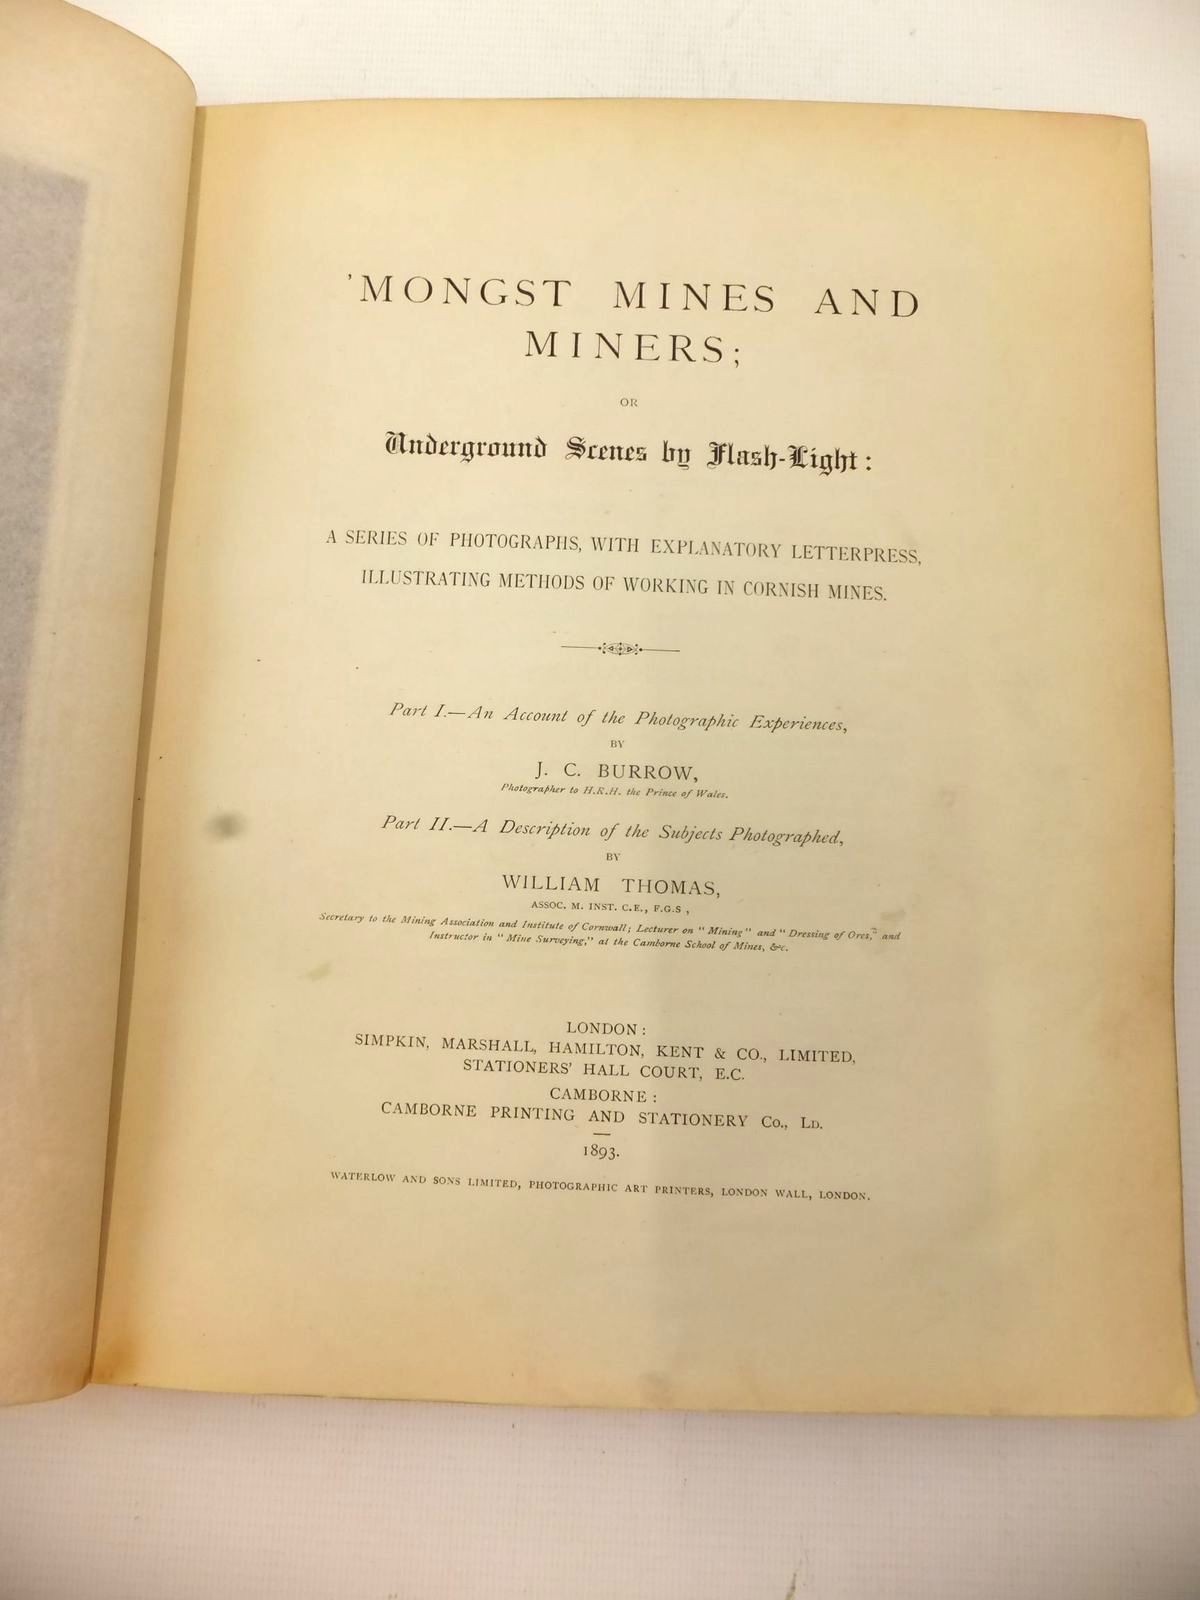 'MONGST MINES AND
MINERS;
OR
Underground Scenes by Flash-Light:
A SERIES OF PHOTOGRAPHS, WITH EXPLANATORY LETTERPRESS,
ILLUSTRATING METHODS OF WORKING IN CORNISH MINES.
Part I.—An Account of the Photographic Experiences,
BY
J. C. BURROW,
Photographer to H.R.H. the Prince of Wales.
Part II.—A Description of the Subjects Photographed,
BY
WILLIAM THOMAS,
ASSOC. M. INST. C.E., F.G.S ,
Secretary to the Mining Association and Institute of Cornwall; Lecturer on "Mining" and "Dressing of Ores," and
Instructor in "Mine Surveying," at the Camborne School of Mines, &c.
LONDON:
SIMPKIN, MARSHALL, HAMILTON, KENT & CO., LIMITED,
STATIONERS' HALL COURT, E.C.
CAMBORNE:
CAMBORNE PRINTING AND STATIONERY Co., LD.
1893.
WATERLOW AND SONS LIMITED, PHOTOGRAPHIC ART PRINTERS, LONDON WALL, LONDON.